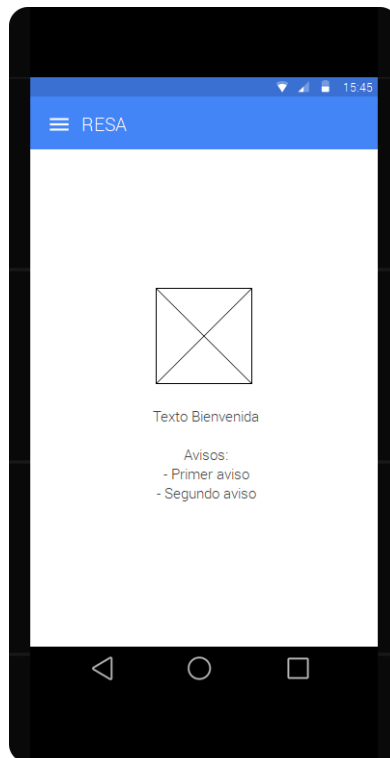 15:45
RESA
Texto Bienvenida
Avisos:
- Primer aviso
- Segundo aviso